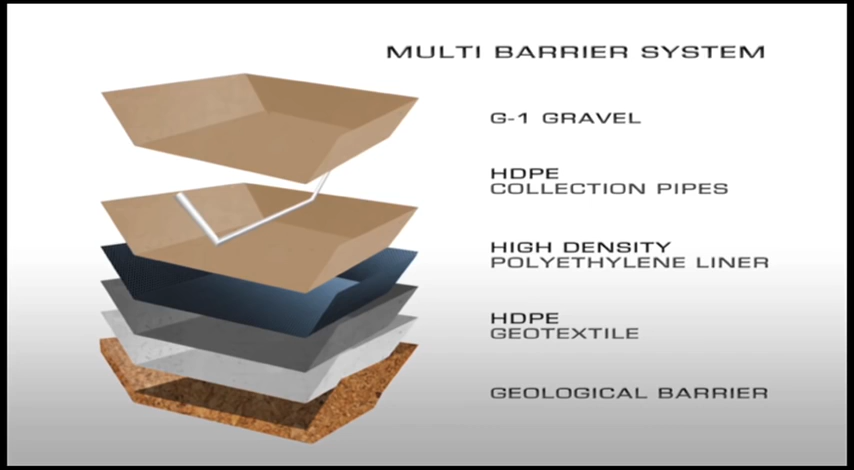 MULTI BARRIER SYSTEM
G-1 GRAVEL
HDPE
COLLECTION PIPES
HIGH DENSITY
POLYETHYLENE LINER
HDPE
GEOTEXTILE
GEOLOGICAL BARRIER